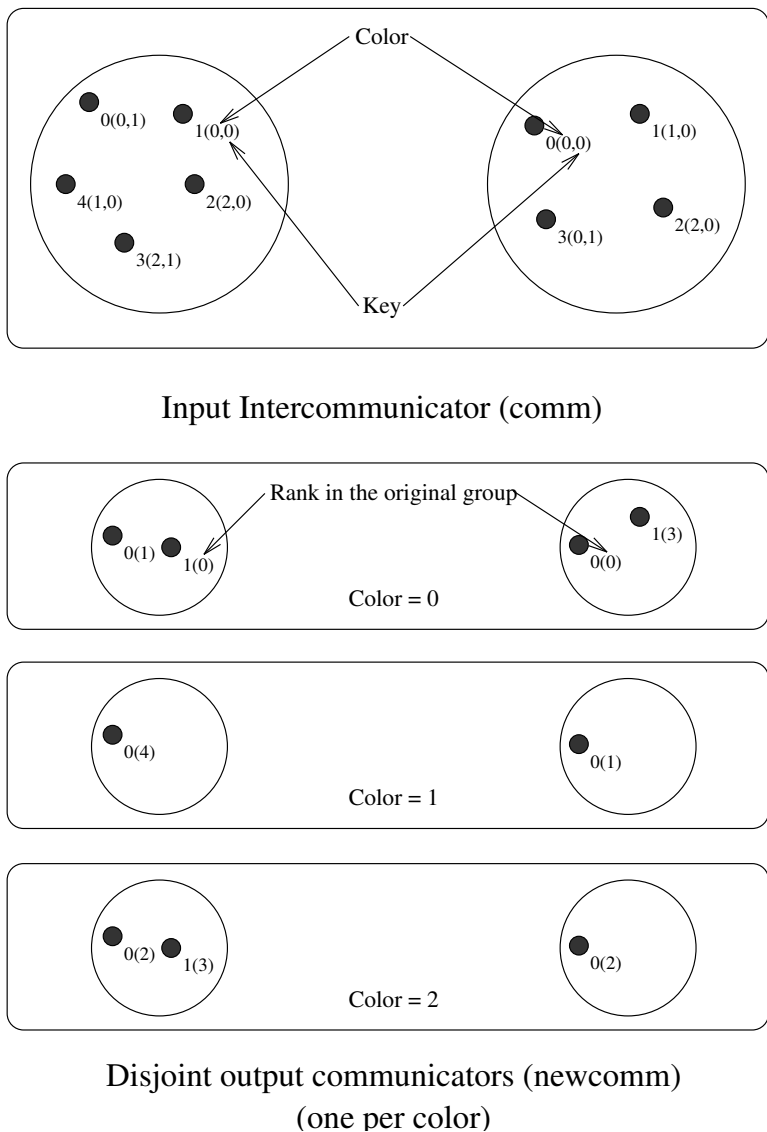 Color
0(0,1)
1(0,0)
4(1,0)
2(2,0)
3(2,1)
0(0,0)
1(1,0)
3(0,1)
2(2,0)
Key
Input Intercommunicator (comm)
Rank in the original group
0(1)
1(0)
0(0)
1(3)
Color = 0
0(4)
0(1)
Color = 1
0(2)
1(3)
0(2)
Color = 2
Disjoint output communicators (newcomm)
(one per color)